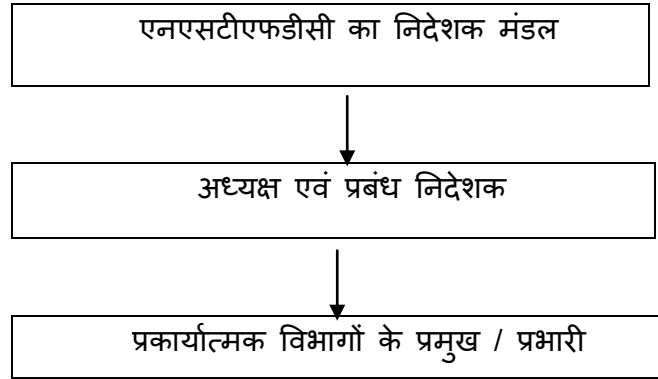 एनएसटीएफडीसी का निदेशक मंडल
अध्यक्ष एवं प्रबंध निदेशक
प्रकार्यात्मक विभागों के प्रमुख / प्रभारी